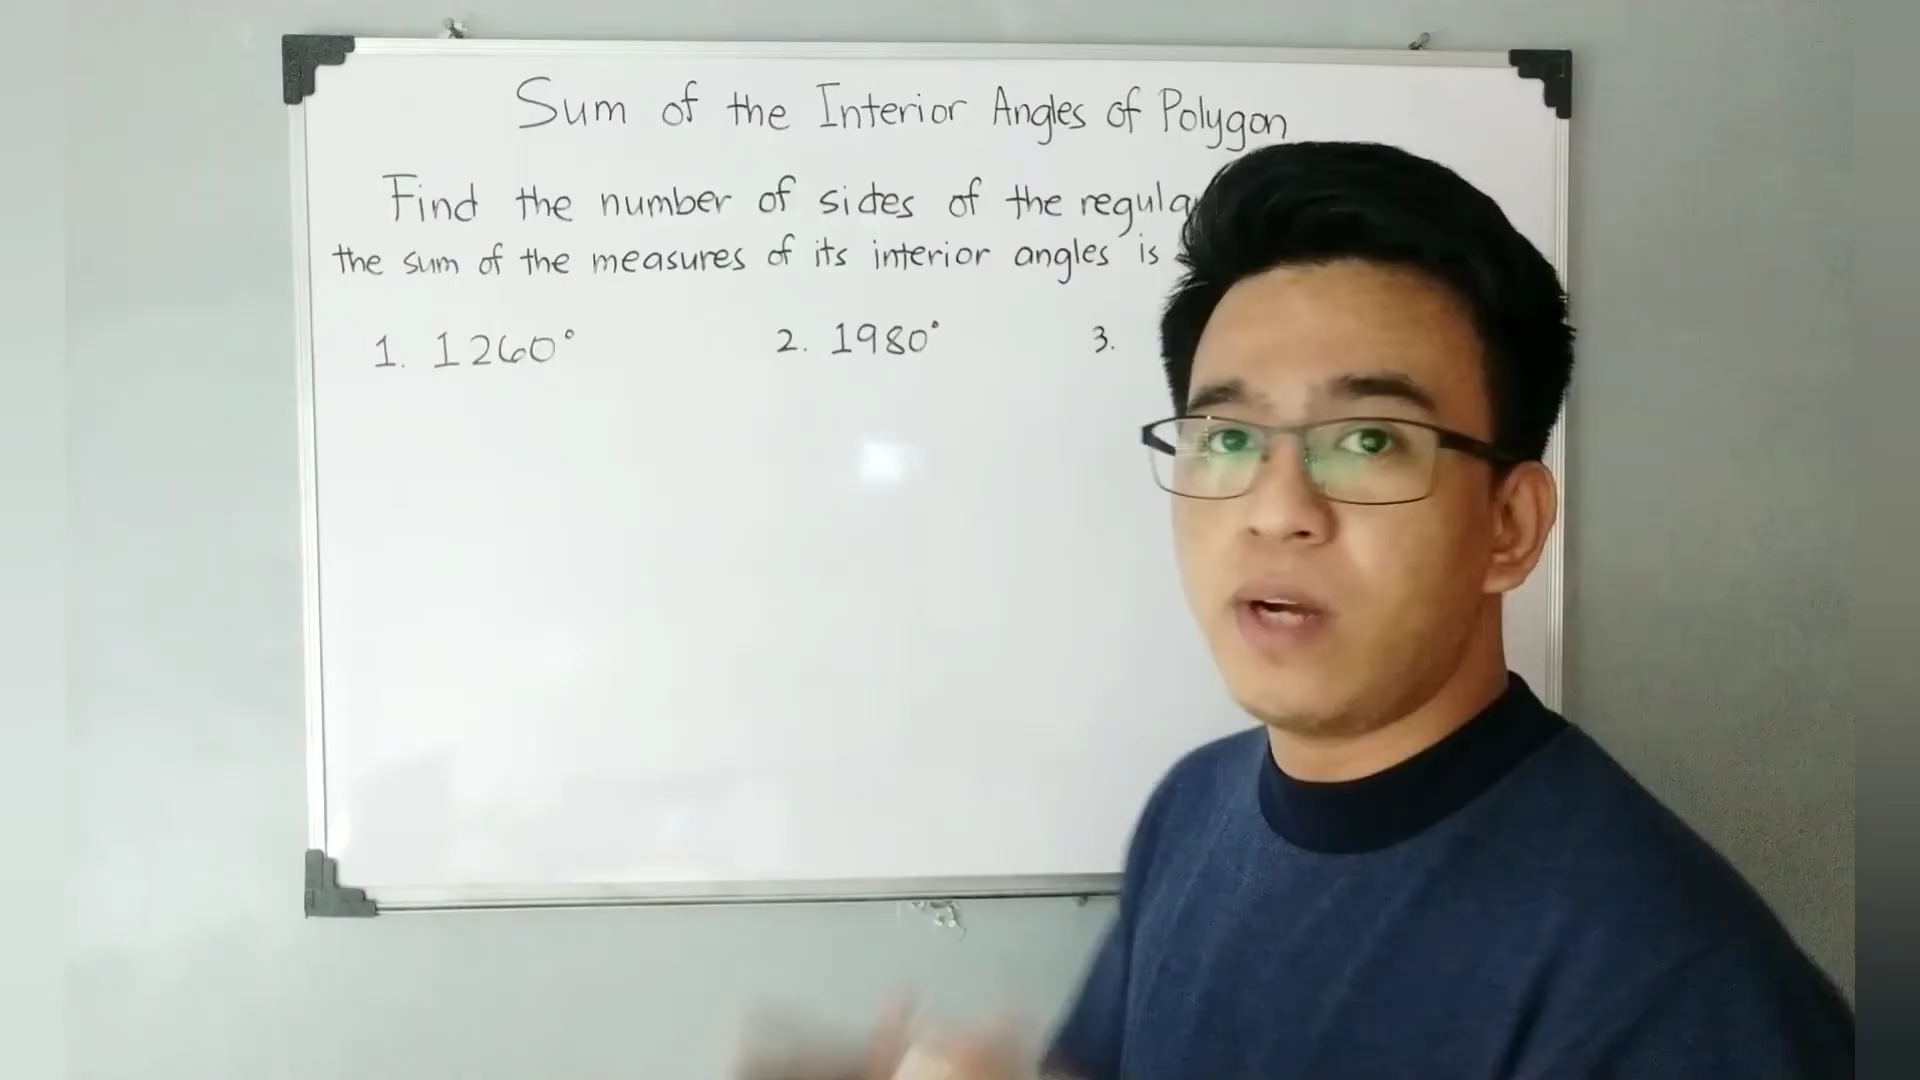 Sum of the Interior Angles of Polygon
Find the number of sides of the
the sum of the measures of its interior angles is
1. 1260° 2. 1980° 3.